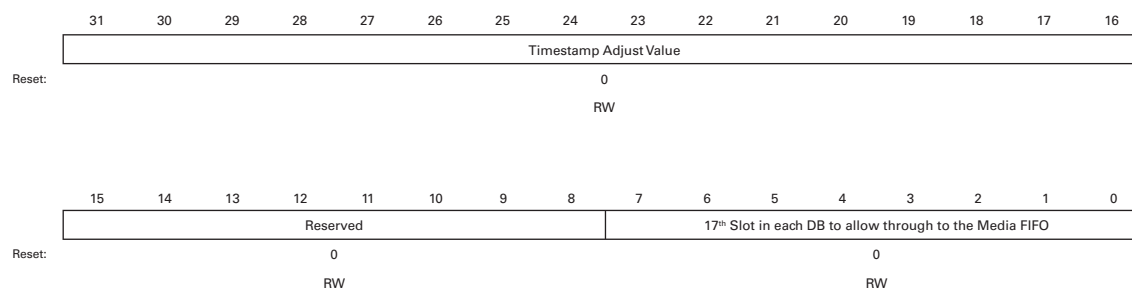 31 30 29 28 27 26 25 24 23 22 21 20 19 18 17 16
Timestamp Adjust Value
Reset: 0
RW
15 14 13 12 11 10 9 8 7 6 5 4 3 2 1 0
Reserved 17th Slot in each DB to allow through to the Media FIFO
Reset: 0 0
RW RW